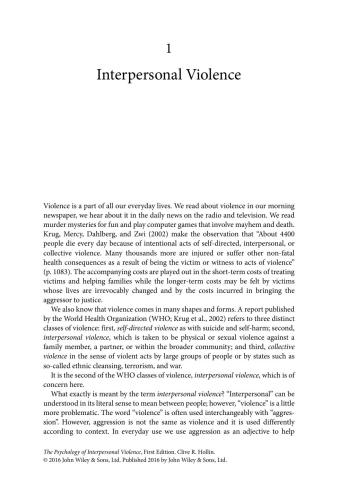 1
Interpersonal Violence
Violence is a part of all our everyday lives. We read about violence in our morning
newspaper, we hear about it in the daily news on the radio and television. We read
murder mysteries for fun and play computer games that involve mayhem and death.
Krug, Mercy, Dahlberg, and Zwi (2002) make the observation that “About 4400
people die every day because of intentional acts of self-directed, interpersonal, or
collective violence. Many thousands more are injured or suffer other non-fatal
health consequences as a result of being the victim or witness to acts of violence”
(p. 1083). The accompanying costs are played out in the short-term costs of treating
victims and helping families while the longer-term costs may be felt by victims
whose lives are irrevocably changed and by the costs incurred in bringing the
aggressor to justice.
We also know that violence comes in many shapes and forms. A report published
by the World Health Organization (WHO; Krug et al., 2002) refers to three distinct
classes of violence: first, self-directed violence as with suicide and self-harm; second,
interpersonal violence, which is taken to be physical or sexual violence against a
family member, a partner, or within the broader community; and third, collective
violence in the sense of violent acts by large groups of people or by states such as
so-called ethnic cleansing, terrorism, and war.
It is the second of the WHO classes of violence, interpersonal violence, which is of
concern here.
What exactly is meant by the term interpersonal violence? “Interpersonal” can be
understood in its literal sense to mean between people; however, “violence” is a little
more problematic. The word “violence” is often used interchangeably with “aggres-
sion”. However, aggression is not the same as violence and it is used differently
according to context. In everyday use we use aggression as an adjective to help
The Psychology of Interpersonal Violence, First Edition. Clive R. Hollin.
© 2016 John Wiley & Sons, Ltd. Published 2016 by John Wiley & Sons, Ltd.